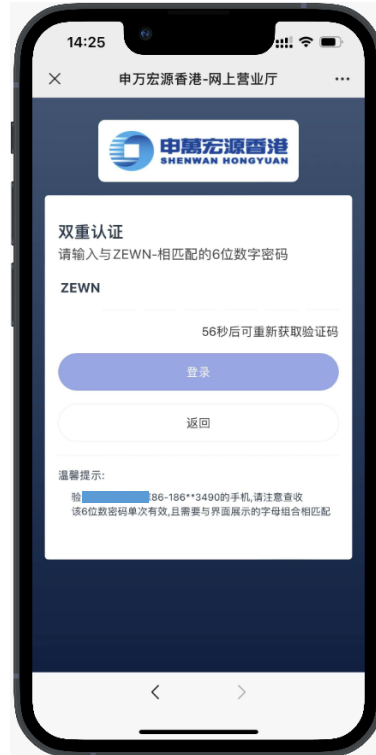 14:25
申万宏源香港-网上营业厅
申萬宏源香港
SHENWAN HONGYUAN
双重认证
请输入与ZEWN-相匹配的6位数字密码
ZEWN
56秒后可重新获取验证码
登录
返回
温馨提示:
验 86-186**3490的手机,请注意查收
该6位数密码单次有效,且需要与界面展示的字母组合相匹配